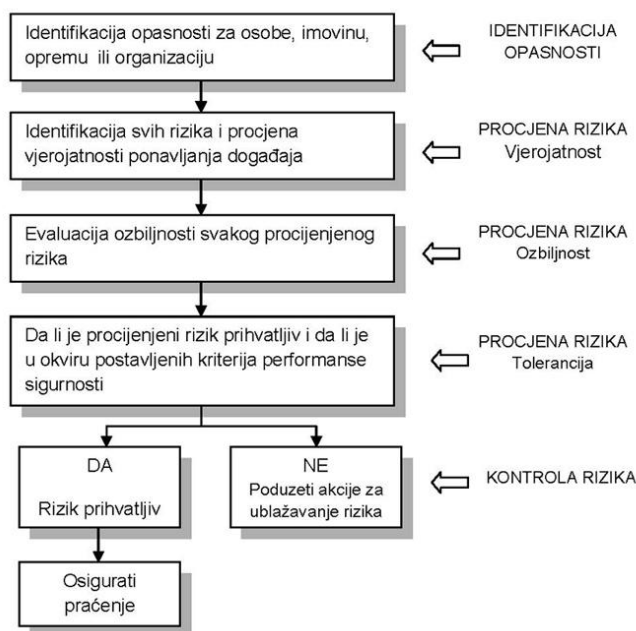 Identifikacija opasnosti za osobe, imovinu,
opremu ili organizaciju
IDENTIFIKACIJA
OPASNOSTI
Identifikacija svih rizika i procjena
vjerojatnosti ponavljanja događaja
PROCJENA RIZIKA
Vjerojatnost
Evaluacija ozbiljnosti svakog procijenjenog
rizika
PROCJENA RIZIKA
Ozbiljnost
Da li je procijenjeni rizik prihvatljiv i da li je
u okviru postavljenih kriterija performanse
sigurnosti
PROCJENA RIZIKA
Tolerancija
DA
Rizik prihvatljiv
NE
Poduzeti akcije za
ublažavanje rizika
KONTROLA RIZIKA
Osigurati
praćenje